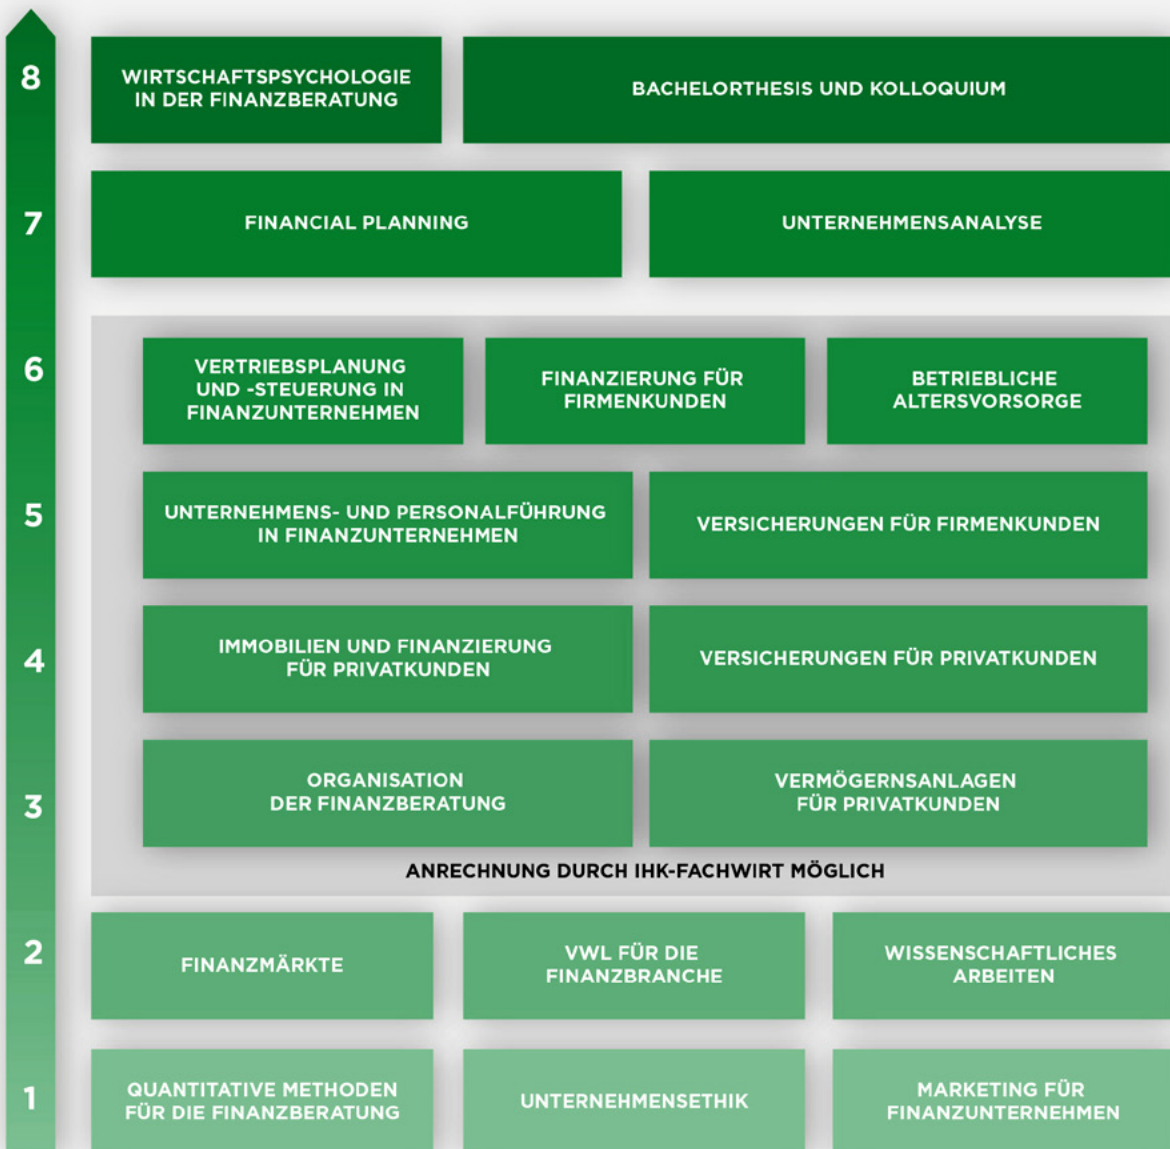 8
WIRTSCHAFTSPSYCHOLOGIE
IN DER FINANZBERATUNG
BACHELORTHESIS UND KOLLOQUIUM
7
FINANCIAL PLANNING
UNTERNEHMENSANALYSE
6
VERTRIEBSPLANUNG
UND -STEUERUNG IN
FINANZUNTERNEHMEN
FINANZIERUNG FÜR
FIRMENKUNDEN
BETRIEBLICHE
ALTERSVORSORGE
5
UNTERNEHMENS- UND PERSONALFÜHRUNG
IN FINANZUNTERNEHMEN
VERSICHERUNGEN FÜR FIRMENKUNDEN
4
IMMOBILIEN UND FINANZIERUNG
FÜR PRIVATKUNDEN
VERSICHERUNGEN FÜR PRIVATKUNDEN
3
ORGANISATION
DER FINANZBERATUNG
VERMÖGERNSANLAGEN
FÜR PRIVATKUNDEN
ANRECHNUNG DURCH IHK-FACHWIRT MÖGLICH
2
FINANZMÄRKTE
VWL FÜR DIE
FINANZBRANCHE
WISSENSCHAFTLICHES
ARBEITEN
1
QUANTITATIVE METHODEN
FÜR DIE FINANZBERATUNG
UNTERNEHMENSETHIK
MARKETING FÜR
FINANZUNTERNEHMEN